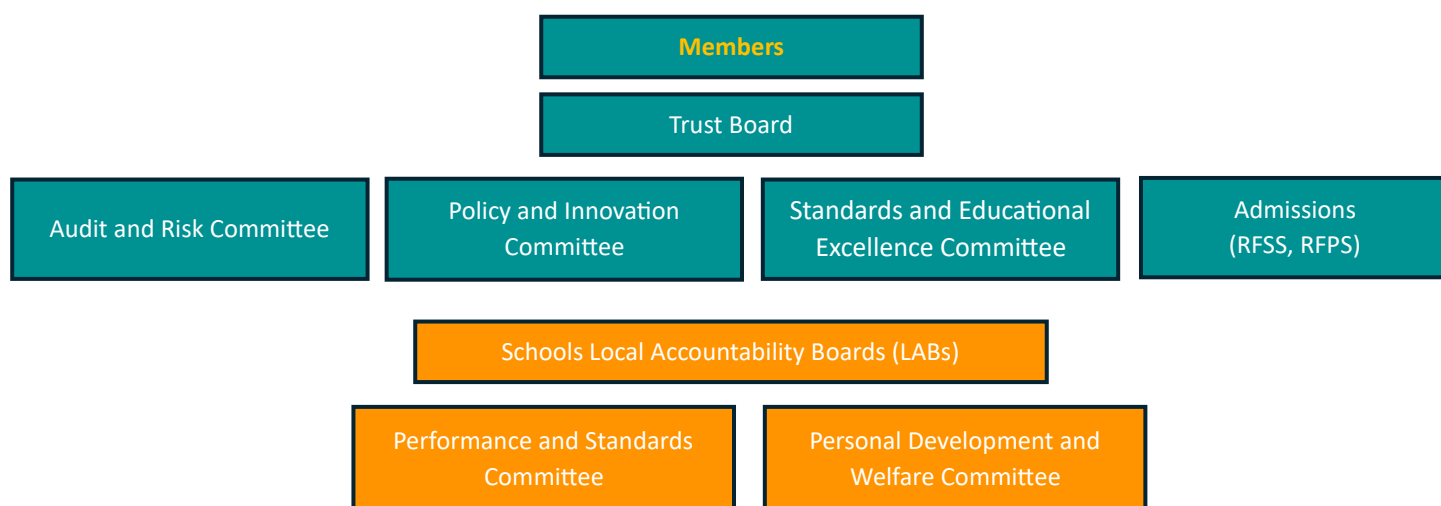 Members
Trust Board
Audit and Risk Committee
Policy and Innovation
Committee
Standards and Educational
Excellence Committee
Admissions
(RFSS, RFPS)
Schools Local Accountability Boards (LABs)
Performance and Standards
Committee
Personal Development and
Welfare Committee